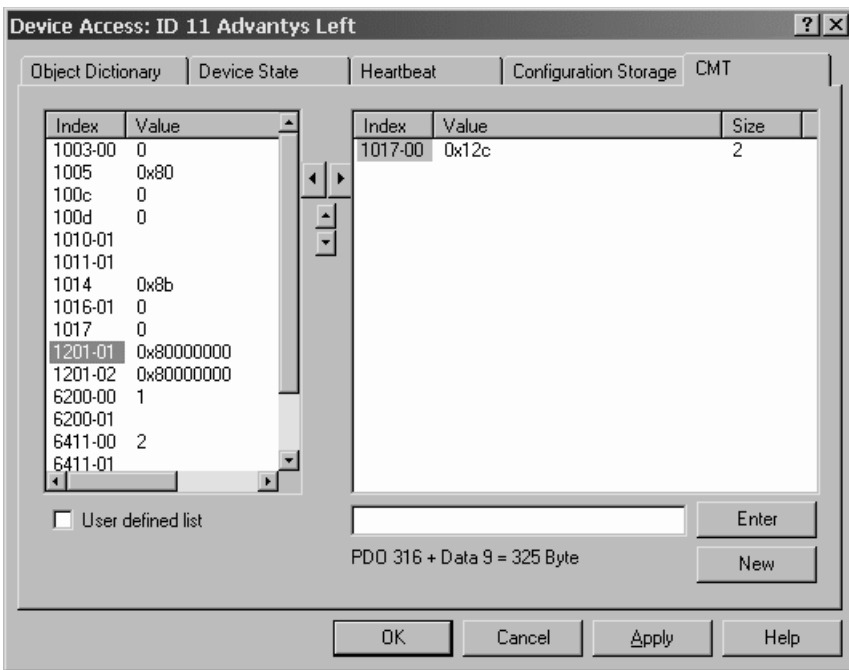 Device Access: ID 11 Advantys Left
Object Dictionary Device State Heartbeat Configuration Storage CMT
Index Value
1003-00 0
1005 0x80
100c 0
100d 0
1010-01
1011-01
1014 0x8b
1016-01 0
1017 0
1201-01 0x80000000
1201-02 0x80000000
6200-00 1
6200-01
6411-00 2
6411-01
User defined list
Index Value Size
1017-00 0x12c 2
Enter
PDO 316 + Data 9 = 325 Byte
New
OK Cancel Apply Help